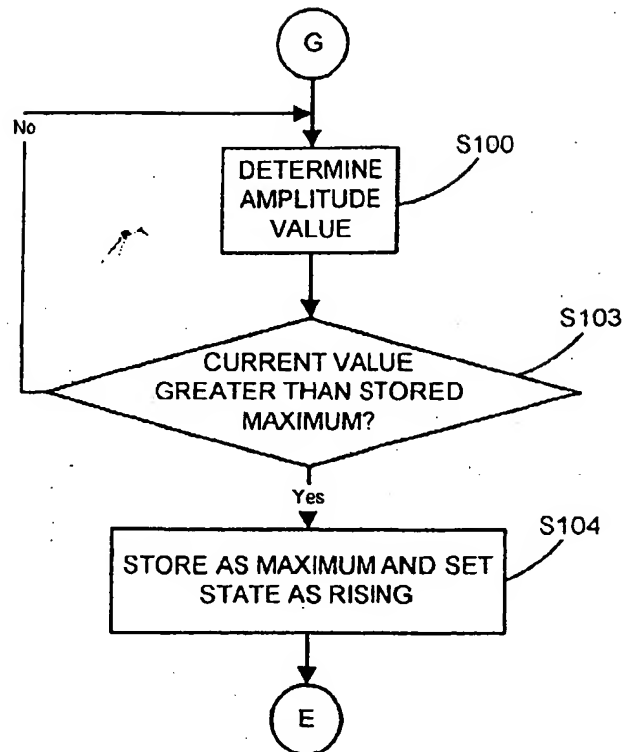 G
No
S100
DETERMINE
AMPLITUDE
VALUE
S103
CURRENT VALUE
GREATER THAN STORED
MAXIMUM?
Yes
S104
STORE AS MAXIMUM AND SET
STATE AS RISING
E